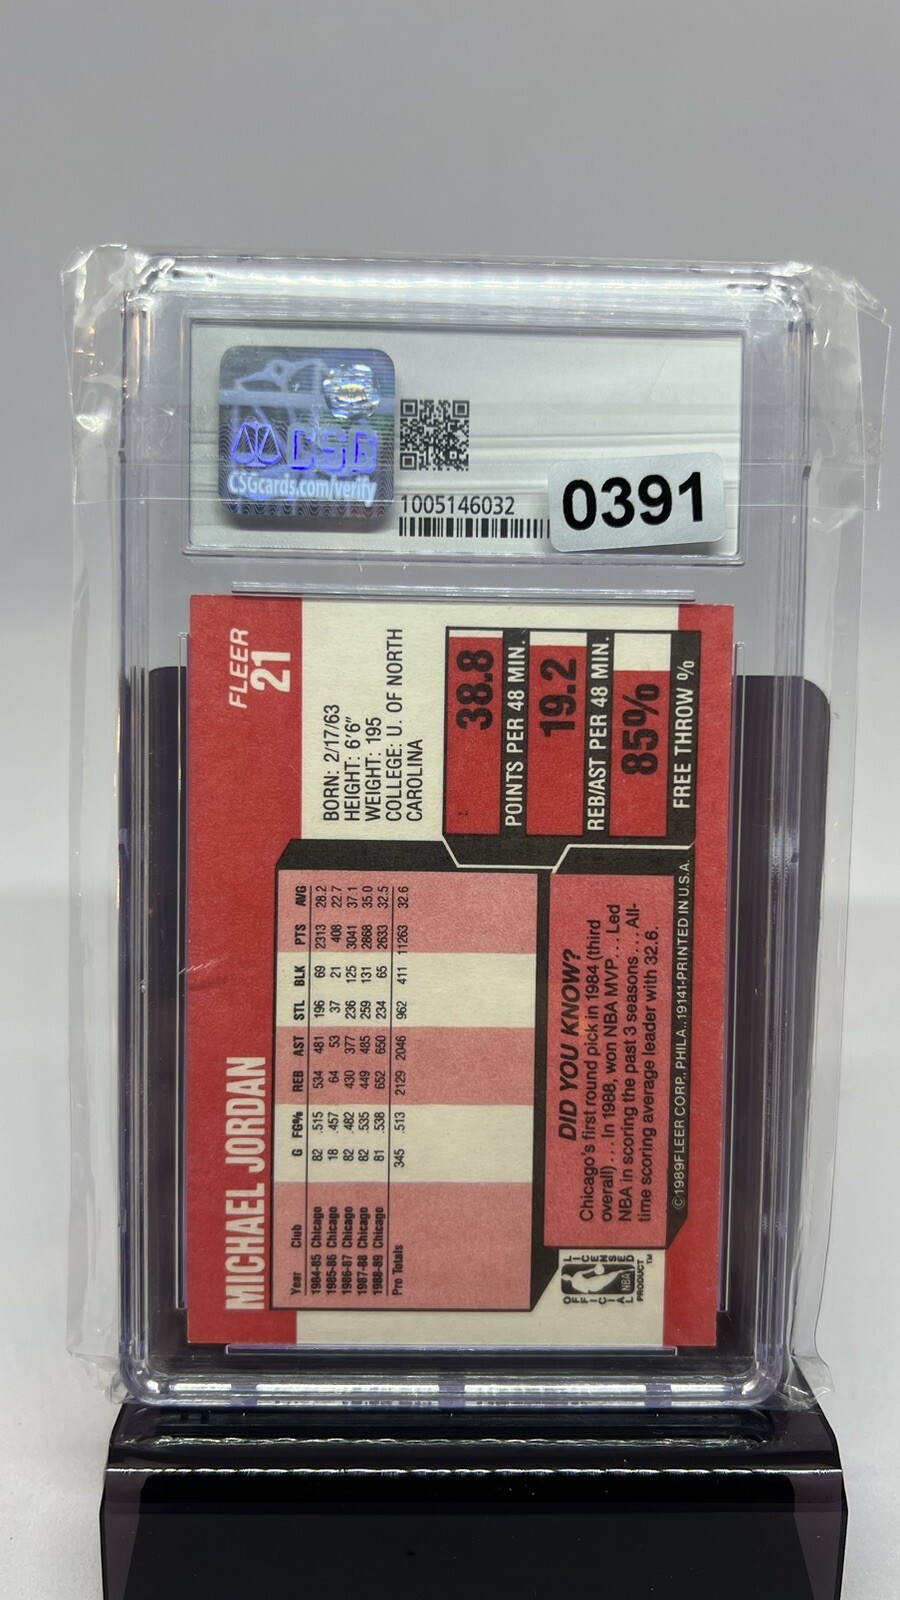 CSG
CSGcards.com/verify
1005146032
0391
FLEER
21
MICHAEL JORDAN
BORN: 2/17/63
HEIGHT: 6'6"
WEIGHT: 195
COLLEGE: U. OF NORTH
CAROLINA
Year Club G FG% REB AST STL BLK PTS AVG
1984-85 Chicago 82 .515 534 481 196 69 2313 28.2
1985-86 Chicago 18 .457 64 53 37 21 408 22.7
1986-87 Chicago 82 .482 430 377 236 125 3041 37.1
1987-88 Chicago 82 .535 449 485 259 131 2868 35.0
1988-89 Chicago 81 .538 652 650 234 65 2633 32.5
Pro Totals 345 .513 2129 2046 962 411 11263 32.6
38.8
POINTS PER 48 MIN.
19.2
REB/AST PER 48 MIN.
85%
FREE THROW %
DID YOU KNOW?
Chicago's first round pick in 1984 (third
overall) . . . In 1988, won NBA MVP . . . Led
NBA in scoring the past 3 seasons . . . All-
time scoring average leader with 32.6.
OFFICIAL LICENSED
NBA
PRODUCT™
©1989 FLEER CORP., PHILA., 19141-PRINTED IN U.S.A.